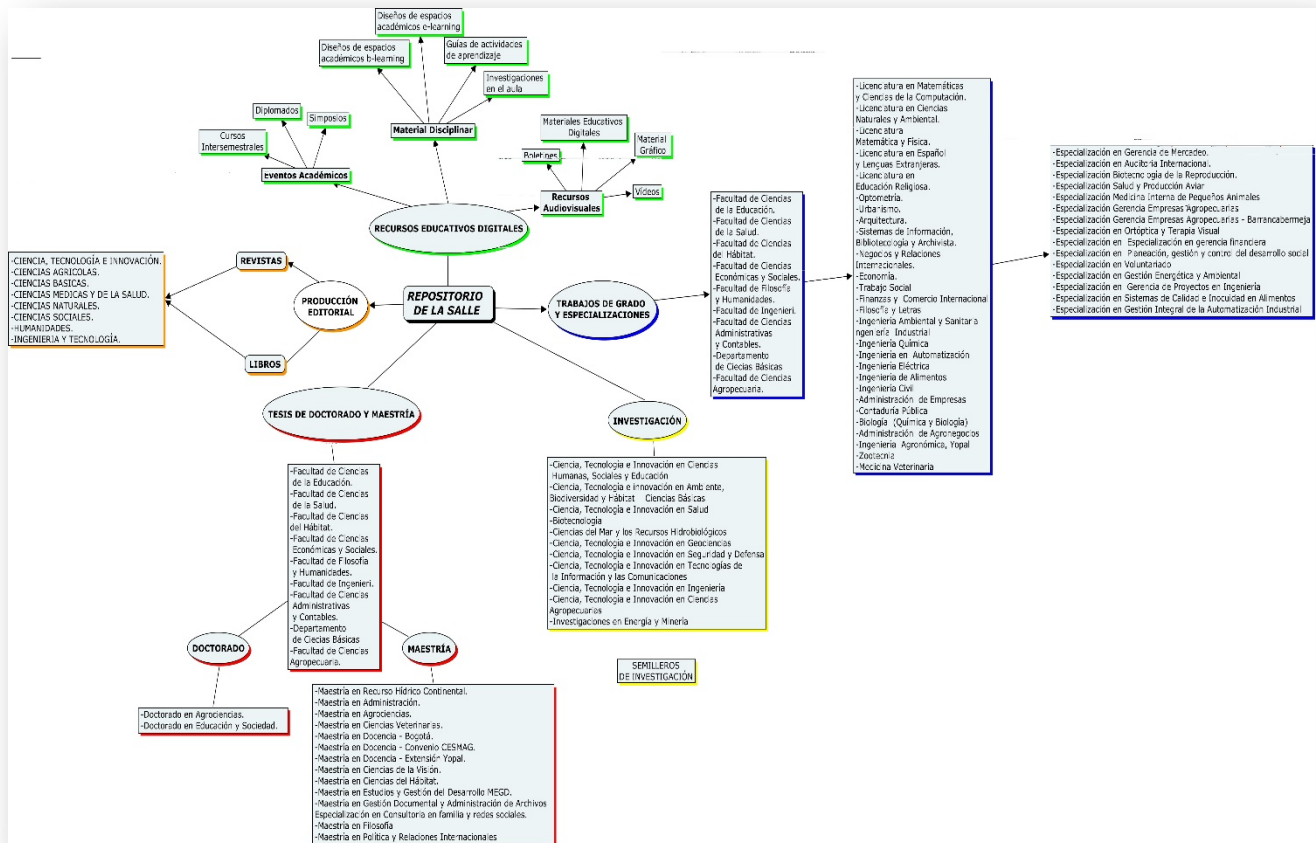 Diseños de espacios
académicos e-learning
Diseños de espacios
académicos b-learning
Guías de actividades
de aprendizaje
Investigaciones
en el aula
Material Disciplinar
Diplomados
Simposios
Cursos
Intersemestrales
Eventos Académicos
Materiales Educativos
Digitales
Material
Gráfico
Boletines
Videos
Recursos
Audiovisuales
RECURSOS EDUCATIVOS DIGITALES
REPOSITORIO
DE LA SALLE
PRODUCCIÓN
EDITORIAL
REVISTAS
LIBROS
-CIENCIA, TECNOLOGÍA E INNOVACIÓN.
-CIENCIAS AGRICOLAS.
-CIENCIAS BASICAS.
-CIENCIAS MEDICAS Y DE LA SALUD.
-CIENCIAS NATURALES.
-CIENCIAS SOCIALES.
-HUMANIDADES.
-INGENIERIA Y TECNOLOGÍA.
TRABAJOS DE GRADO
Y ESPECIALIZACIONES
-Facultad de Ciencias
de la Educación.
-Facultad de Ciencias
de la Salud.
-Facultad de Ciencias
del Hábitat.
-Facultad de Ciencias
Económicas y Sociales.
-Facultad de Filosofía
y Humanidades.
-Facultad de Ingenieri.
-Facultad de Ciencias
Administrativas
y Contables.
-Departamento
de Ciecias Básicas
-Facultad de Ciencias
Agropecuaria.
-Licenciatura en Matemáticas
y Ciencias de la Computación.
-Licenciatura en Ciencias
Naturales y Ambiental.
-Licenciatura
Matemática y Física.
-Licenciatura en Español
y Lenguas Extranjeras.
-Licenciatura en
Educación Religiosa.
-Optometría.
-Urbanismo.
-Arquitectura.
-Sistemas de Información,
Bibliotecología y Archivista.
-Negocios y Relaciones
Internacionales.
-Economía.
-Trabajo Social
-Finanzas y Comercio Internacional
-Filosofía y Letras
-Ingeniería Ambiental y Sanitaria
ngeniería Industrial
-Ingeniería Química
-Ingeniería en Automatización
-Ingeniería Eléctrica
-Ingeniería de Alimentos
-Ingeniería Civil
-Administración de Empresas
-Contaduría Pública
-Biología (Química y Biología)
-Administración de Agronegocios
-Ingeniería Agronómica, Yopal
-Zootecnia
-Medicina Veterinaria
-Especialización en Gerencia de Mercadeo.
-Especialización en Auditoria Internacional.
-Especialización Biotecnología de la Reproducción.
-Especialización Salud y Producción Aviar
-Especialización Medicina Interna de Pequeños Animales
-Especialización Gerencia Empresas Agropecuarias
-Especialización Gerencia Empresas Agropecuarias - Barrancabermeja
-Especialización en Ortóptica y Terapia Visual
-Especialización en Especialización en gerencia financiera
-Especialización en Planeación, gestión y control del desarrollo social
-Especialización en Voluntariado
-Especialización en Gestión Energética y Ambiental
-Especialización en Gerencia de Proyectos en Ingeniería
-Especialización en Sistemas de Calidad e Inocuidad en Alimentos
-Especialización en Gestión Integral de la Automatización Industrial
TESIS DE DOCTORADO Y MAESTRÍA
-Facultad de Ciencias
de la Educación.
-Facultad de Ciencias
de la Salud.
-Facultad de Ciencias
del Hábitat.
-Facultad de Ciencias
Económicas y Sociales.
-Facultad de Filosofía
y Humanidades.
-Facultad de Ingenieri.
-Facultad de Ciencias
Administrativas
y Contables.
-Departamento
de Ciecias Básicas
-Facultad de Ciencias
Agropecuaria.
DOCTORADO
-Doctorado en Agrociencias.
-Doctorado en Educación y Sociedad.
MAESTRÍA
-Maestría en Recurso Hídrico Continental.
-Maestría en Administración.
-Maestría en Agrociencias.
-Maestría en Ciencias Veterinarias.
-Maestría en Docencia - Bogotá.
-Maestría en Docencia - Convenio CESMAG.
-Maestría en Docencia - Extensión Yopal.
-Maestría en Ciencias de la Visión.
-Maestría en Ciencias del Hábitat.
-Maestría en Estudios y Gestión del Desarrollo MEGD.
-Maestría en Gestión Documental y Administración de Archivos
Especialización en Consultoria en familia y redes sociales.
-Maestría en Filosofía
-Maestría en Política y Relaciones Internacionales
INVESTIGACIÓN
-Ciencia, Tecnología e Innovación en Ciencias
Humanas, Sociales y Educación
-Ciencia, Tecnología e innovación en Ambiente,
Biodiversidad y Hábitat Ciencias Básicas
-Ciencia, Tecnología e Innovación en Salud
-Biotecnología
-Ciencias del Mar y los Recursos Hidrobiológicos
-Ciencia, Tecnología e Innovación en Geociencias
-Ciencia, Tecnología e Innovación en Seguridad y Defensa
-Ciencia, Tecnología e Innovación en Tecnologías de
la Información y las Comunicaciones
-Ciencia, Tecnología e Innovación en Ingeniería
-Ciencia, Tecnología e Innovación en Ciencias
Agropecuarias
-Investigaciones en Energía y Minería
SEMILLEROS
DE INVESTIGACIÓN